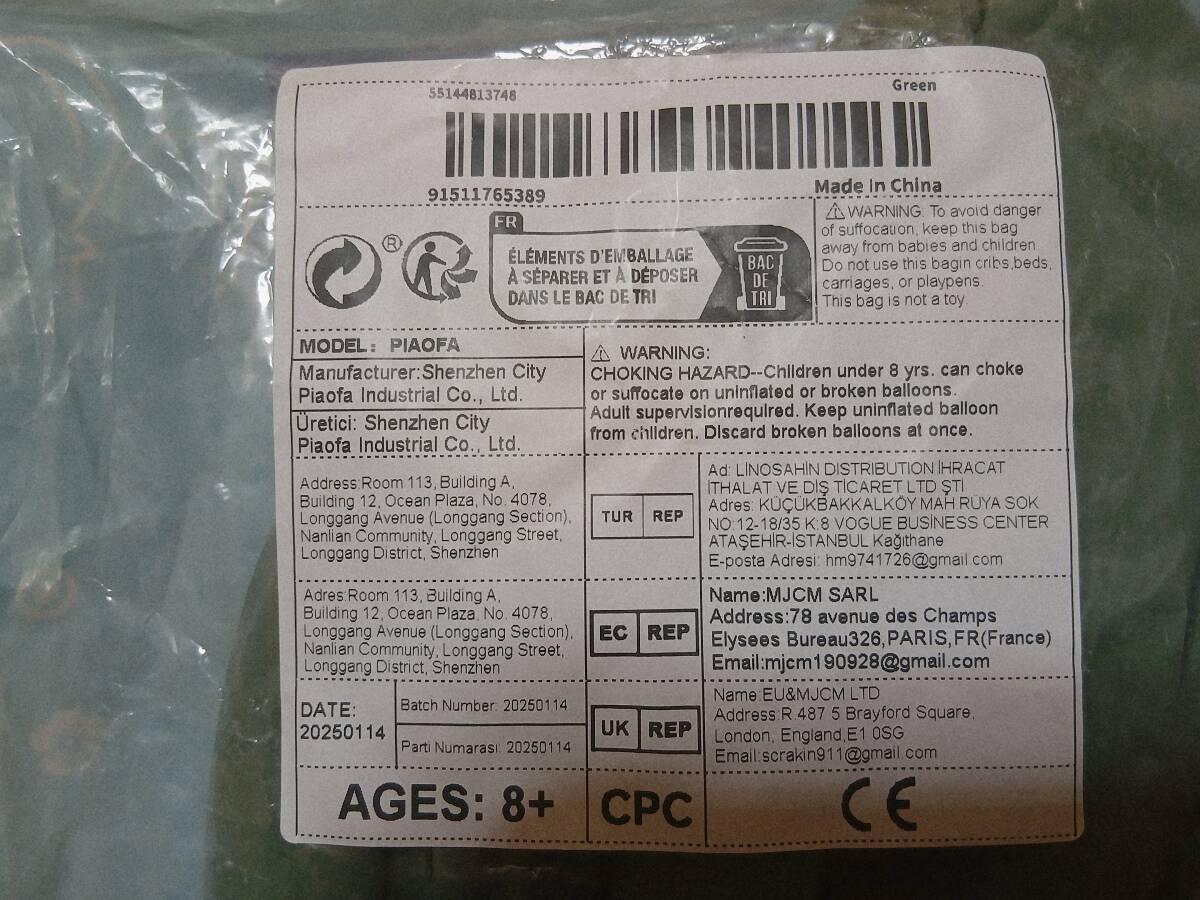 55144813748
Green
91511765389
Made In China
®
FR
ÉLÉMENTS D'EMBALLAGE
À SÉPARER ET À DÉPOSER
DANS LE BAC DE TRI
BAC
DE
TRI
⚠ WARNING: To avoid danger
of suffocation, keep this bag
away from babies and children
Do not use this bagin cribs,beds,
carriages, or playpens.
This bag is not a toy.
MODEL: PIAOFA
Manufacturer:Shenzhen City
Piaofa Industrial Co., Ltd.
Üretici: Shenzhen City
Piaofa Industrial Co., Ltd.
⚠ WARNING:
CHOKING HAZARD--Children under 8 yrs. can choke
or suffocate on uninflated or broken balloons.
Adult supervisionrequired. Keep uninflated balloon
from children. Discard broken balloons at once.
Address:Room 113, Building A,
Building 12, Ocean Plaza, No. 4078,
Longgang Avenue (Longgang Section),
Nanlian Community, Longgang Street,
Longgang District, Shenzhen
TUR REP
Ad: LİNOSAHİN DISTRIBUTION İHRACAT
İTHALAT VE DIŞ TİCARET LTD ŞTİ
Adres: KÜÇÜKBAKKALKÖY MAH RÜYA SOK
NO:12-18/35 K:8 VOGUE BUSİNESS CENTER
ATAŞEHİR-İSTANBUL Kağıthane
E-posta Adresi: hm9741726@gmail.com
Adres:Room 113, Building A,
Building 12, Ocean Plaza, No. 4078,
Longgang Avenue (Longgang Section),
Nanlian Community, Longgang Street,
Longgang District, Shenzhen
EC REP
Name:MJCM SARL
Address:78 avenue des Champs
Elysees Bureau326,PARIS,FR(France)
Email:mjcm190928@gmail.com
DATE:
20250114
Batch Number: 20250114
Parti Numarası: 20250114
UK REP
Name:EU&MJCM LTD
Address:R 487 5 Brayford Square,
London, England,E1 0SG
Email:scrakin911@gmail.com
AGES: 8+
CPC
CE